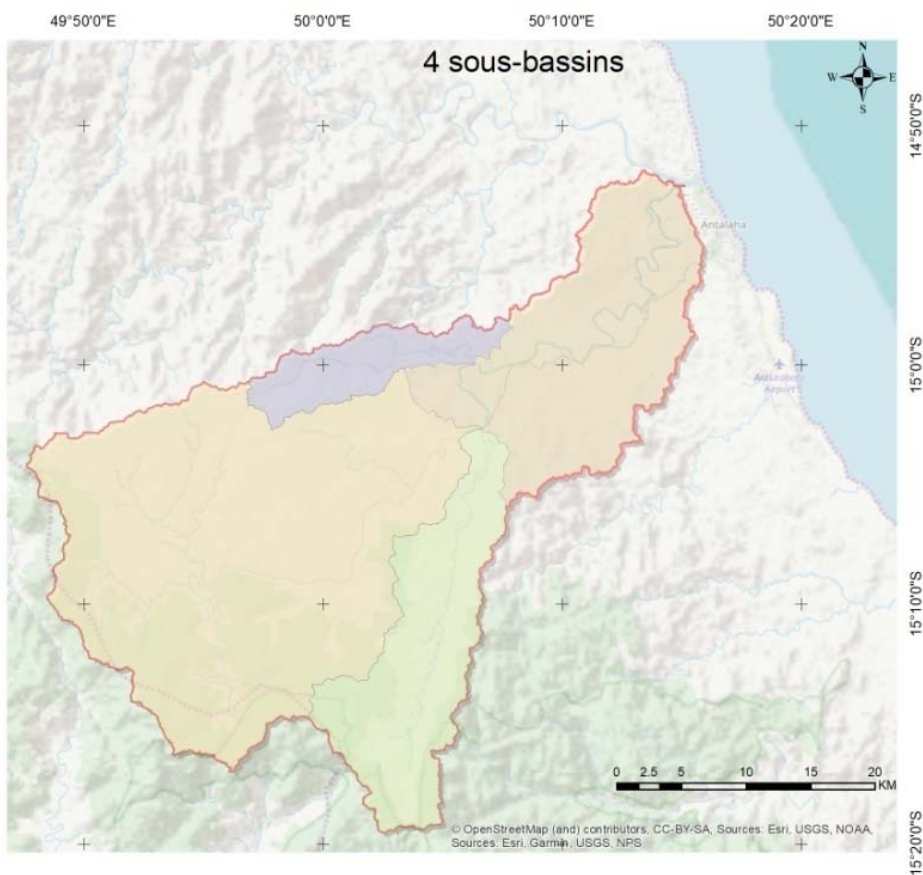 49°50'0"E 50°00'0"E 50°10'0"E 50°20'0"E
4 sous-bassins
N
W E
S
14°50'0"S
Antalaha
15°0'0"S
Airport
15°10'0"S
0 2.5 5 10 15 20
KM
© OpenStreetMap (and) contributors, CC-BY-SA, Sources: Esri, USGS, NOAA,
Sources: Esri, Garmin, USGS, NPS
15°20'0"S